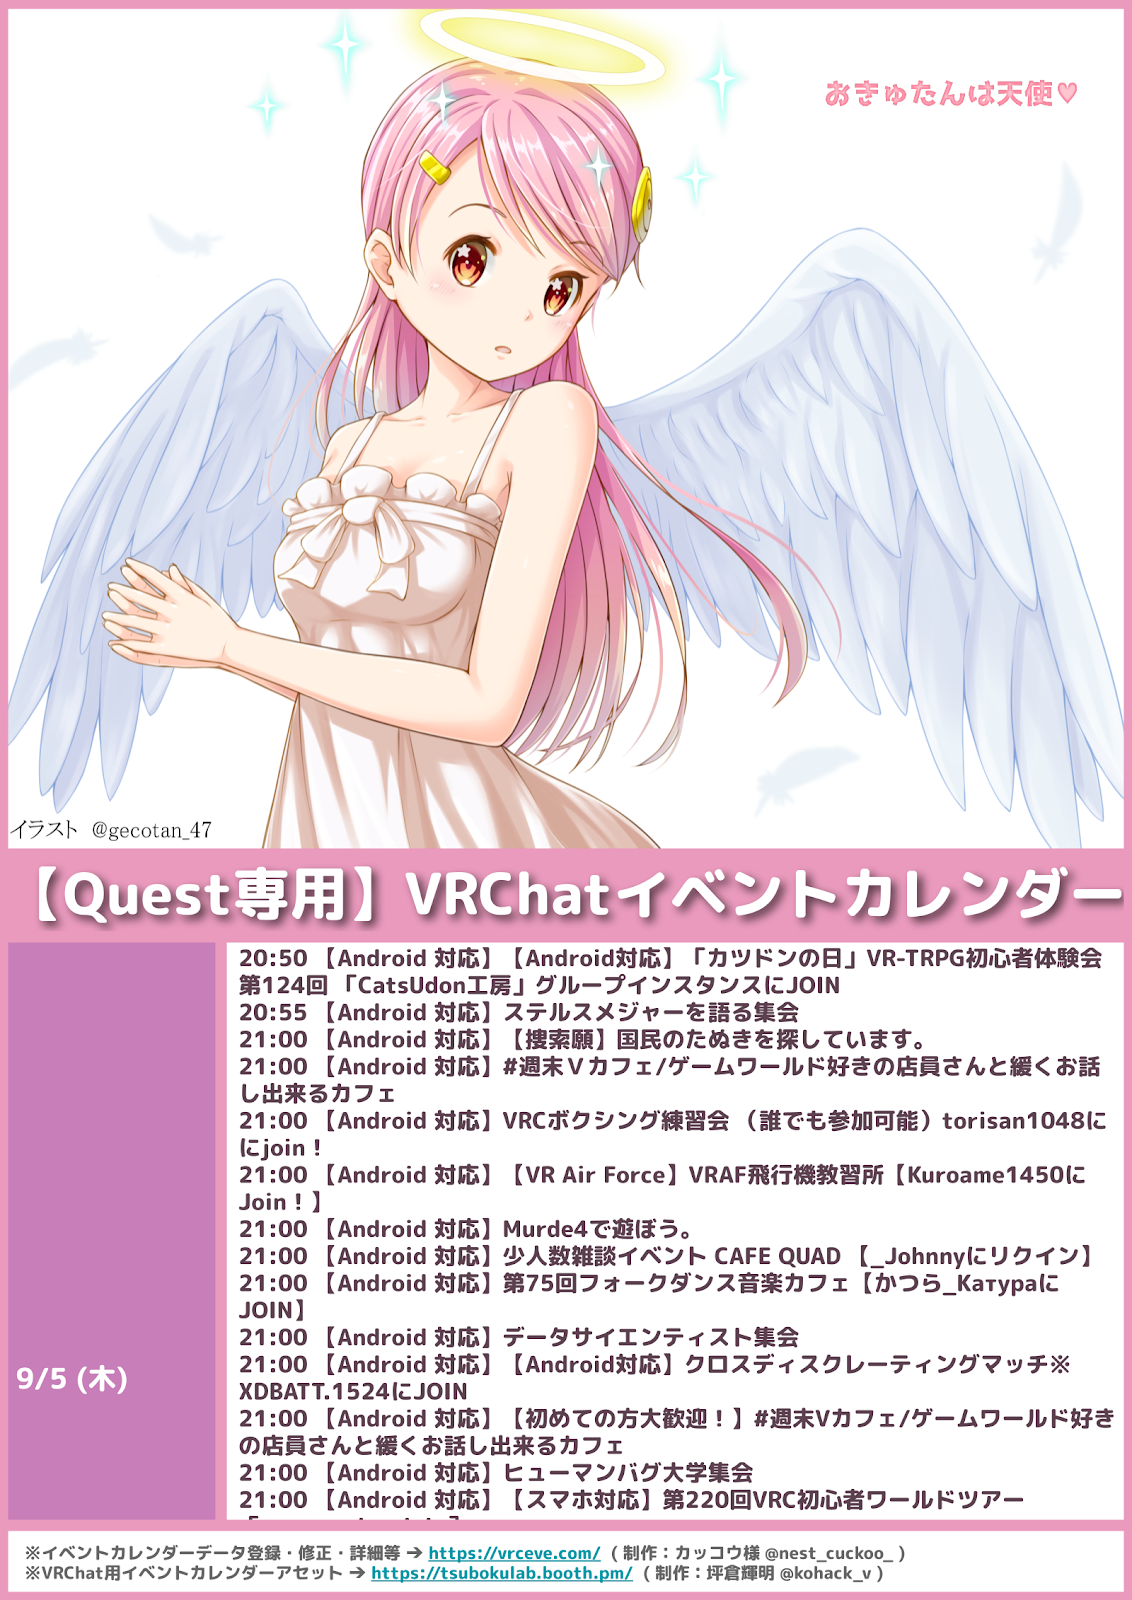 おきゅたんは天使♥
イラスト @gecotan_47
【Quest専用】VRChatイベントカレンダー
9/5 (木)
20:50 【Android 対応】【Android対応】「カツドンの日」VR-TRPG初心者体験会
第124回 「CatsUdon工房」グループインスタンスにJOIN
20:55 【Android 対応】ステルスメジャーを語る集会
21:00 【Android 対応】【捜索願】国民のたぬきを探しています。
21:00 【Android 対応】#週末Ｖカフェ/ゲームワールド好きの店員さんと緩くお話
し出来るカフェ
21:00 【Android 対応】VRCボクシング練習会 （誰でも参加可能）torisan1048に
にjoin！
21:00 【Android 対応】【VR Air Force】VRAF飛行機教習所【Kuroame1450に
Join！】
21:00 【Android 対応】Murde4で遊ぼう。
21:00 【Android 対応】少人数雑談イベント CAFE QUAD 【_Johnnyにリクイン】
21:00 【Android 対応】第75回フォークダンス音楽カフェ【かつら_Katypaに
JOIN】
21:00 【Android 対応】データサイエンティスト集会
21:00 【Android 対応】【Android対応】クロスディスクレーティングマッチ※
XDBATT.1524にJOIN
21:00 【Android 対応】【初めての方大歓迎！】#週末Vカフェ/ゲームワールド好き
の店員さんと緩くお話し出来るカフェ
21:00 【Android 対応】ヒューマンバグ大学集会
21:00 【Android 対応】【スマホ対応】第220回VRC初心者ワールドツアー
※イベントカレンダーデータ登録・修正・詳細等 ➔ https://vrceve.com/ ( 制作：カッコウ様 @nest_cuckoo_ )
※VRChat用イベントカレンダーアセット ➔ https://tsubokulab.booth.pm/ ( 制作：坪倉輝明 @kohack_v )